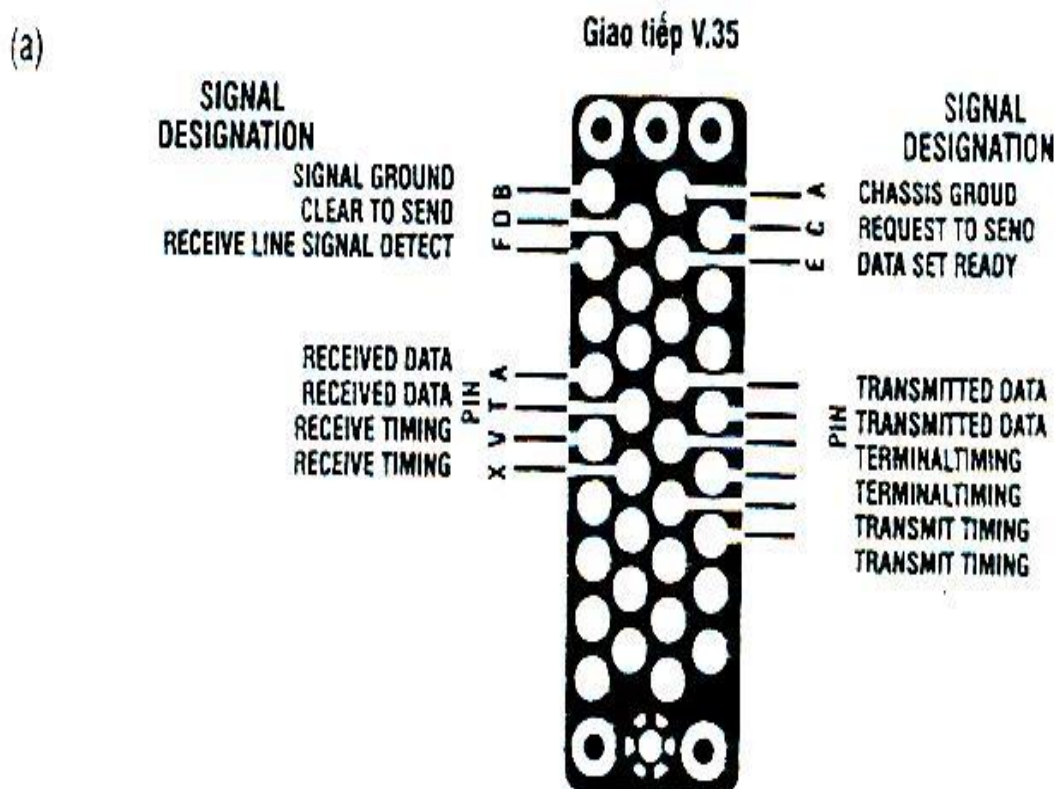 (a)
Giao tiếp V.35
SIGNAL
DESIGNATION
SIGNAL GROUND
CLEAR TO SEND
RECEIVE LINE SIGNAL DETECT
B
D
F
RECEIVED DATA
RECEIVED DATA
RECEIVE TIMING
RECEIVE TIMING
PIN
A
T
V
X
SIGNAL
DESIGNATION
A
C
E
CHASSIS GROUD
REQUEST TO SEND
DATA SET READY
PIN
TRANSMITTED DATA
TRANSMITTED DATA
TERMINALTIMING
TERMINALTIMING
TRANSMIT TIMING
TRANSMIT TIMING